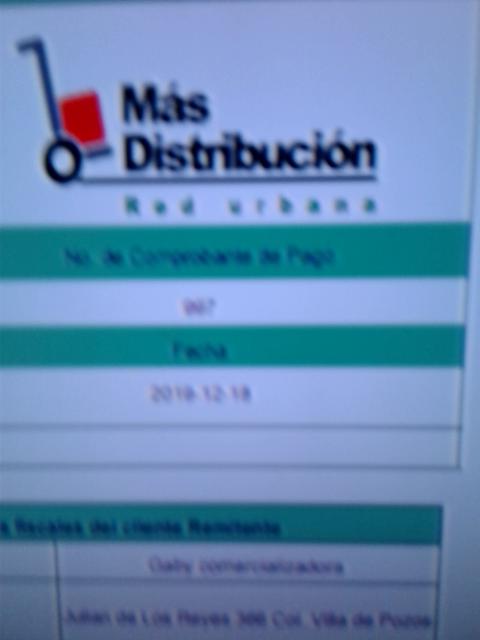 Más
Distribución
Red urbana
No. de Comprobante de Pago
997
Fecha
2019-12-18
s fiscales del cliente Remitente
Gaby comercializadora
Julian de Los Reyes 366 Col. Villa de Pozos